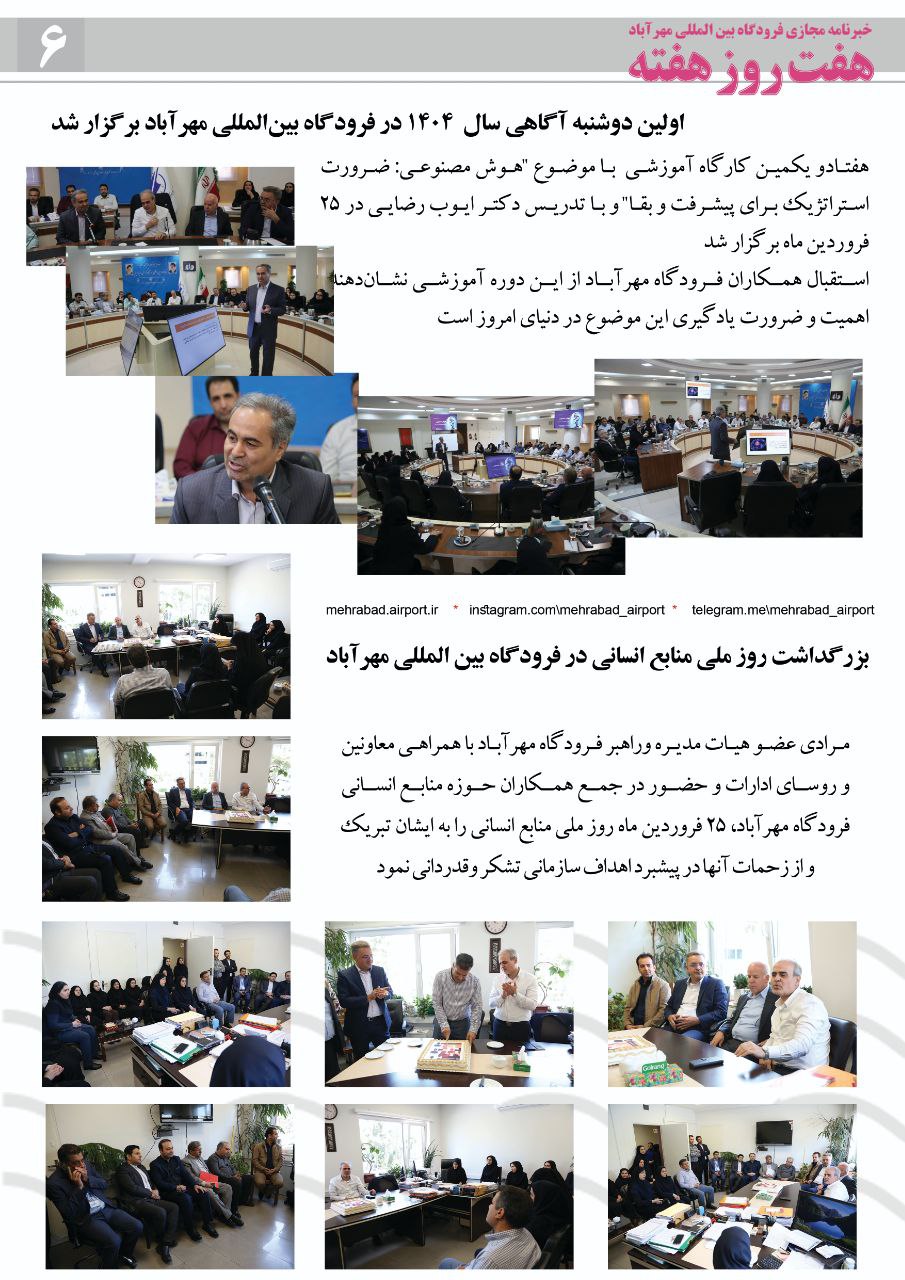 خبرنامه مجازی فرودگاه بین المللی مهرآباد
هفت روز هفته
۶
اولین دوشنبه آگاهی سال ۱۴۰۴ در فرودگاه بین‌المللی مهرآباد برگزار شد
هفتادو یکمین کارگاه آموزشی با موضوع "هوش مصنوعی: ضرورت
استراتژیک برای پیشرفت و بقا" و با تدریس دکتر ایوب رضایی در ۲۵
فروردین ماه برگزار شد
استقبال همکاران فرودگاه مهرآباد از این دوره آموزشی نشان‌دهنده
اهمیت و ضرورت یادگیری این موضوع در دنیای امروز است
mehrabad.airport.ir * instagram.com\mehrabad_airport * telegram.me\mehrabad_airport
بزرگداشت روز ملی منابع انسانی در فرودگاه بین المللی مهرآباد
مرادی عضو هیات مدیره وراهبر فرودگاه مهرآباد با همراهی معاونین
و روسای ادارات و حضور در جمع همکاران حوزه منابع انسانی
فرودگاه مهرآباد، ۲۵ فروردین ماه روز ملی منابع انسانی را به ایشان تبریک
و از زحمات آنها در پیشبرد اهداف سازمانی تشکر وقدردانی نمود
Golrang